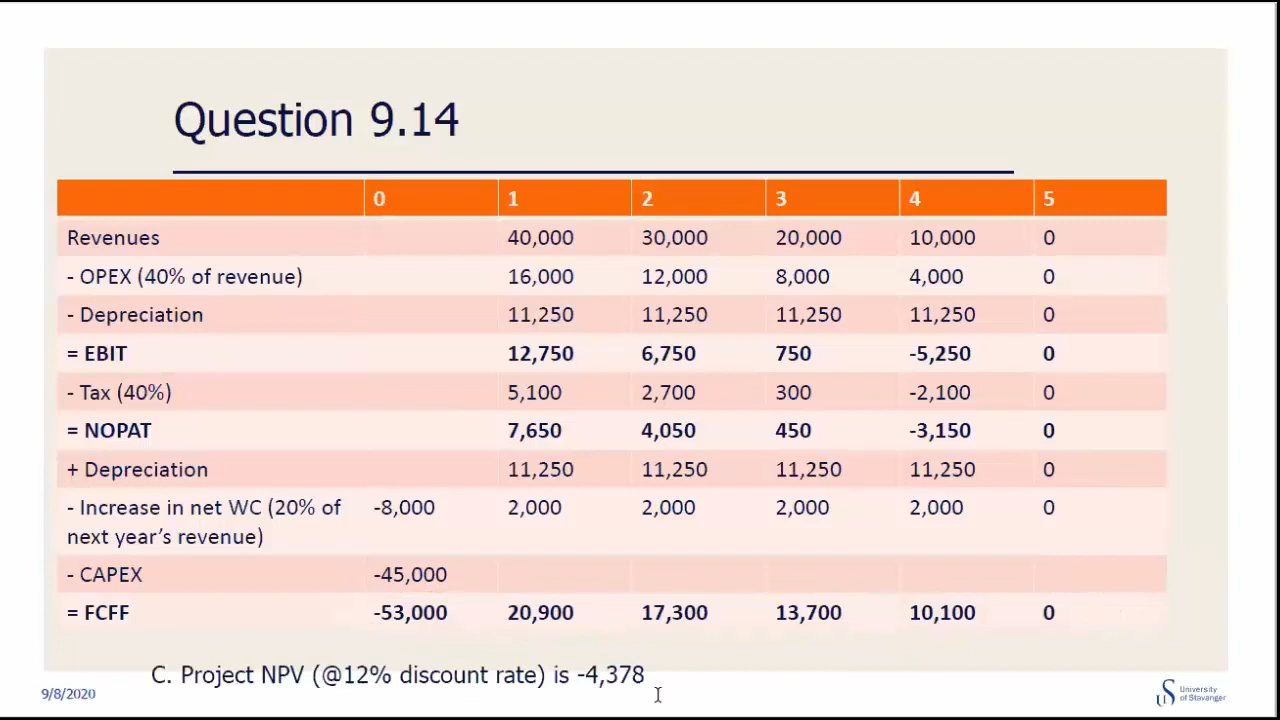 Question 9.14
0 1 2 3 4 5
Revenues 40,000 30,000 20,000 10,000 0
- OPEX (40% of revenue) 16,000 12,000 8,000 4,000 0
- Depreciation 11,250 11,250 11,250 11,250 0
= EBIT 12,750 6,750 750 -5,250 0
- Tax (40%) 5,100 2,700 300 -2,100 0
= NOPAT 7,650 4,050 450 -3,150 0
+ Depreciation 11,250 11,250 11,250 11,250 0
- Increase in net WC (20% of -8,000 2,000 2,000 2,000 2,000 0
next year's revenue)
- CAPEX -45,000
= FCFF -53,000 20,900 17,300 13,700 10,100 0
C. Project NPV (@12% discount rate) is -4,378
9/8/2020
University
of Stavanger